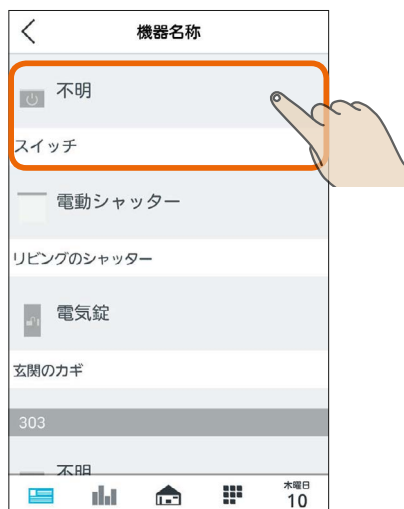 機器名称
不明
スイッチ
電動シャッター
リビングのシャッター
電気錠
玄関のカギ
303
不明
木曜日
10